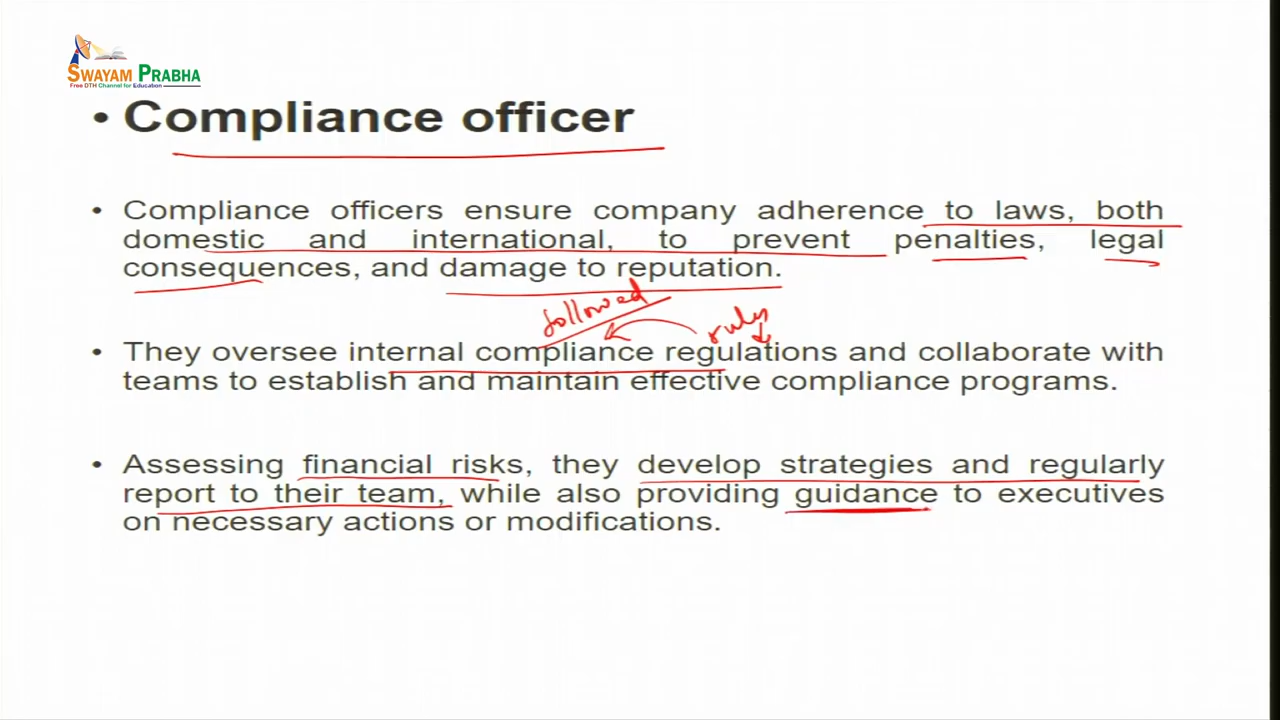 SWAYAM PRABHA
Free DTH Channel for Education
• Compliance officer
• Compliance officers ensure company adherence to laws, both
domestic and international, to prevent penalties, legal
consequences, and damage to reputation.
followed
rules
• They oversee internal compliance regulations and collaborate with
teams to establish and maintain effective compliance programs.
• Assessing financial risks, they develop strategies and regularly
report to their team, while also providing guidance to executives
on necessary actions or modifications.